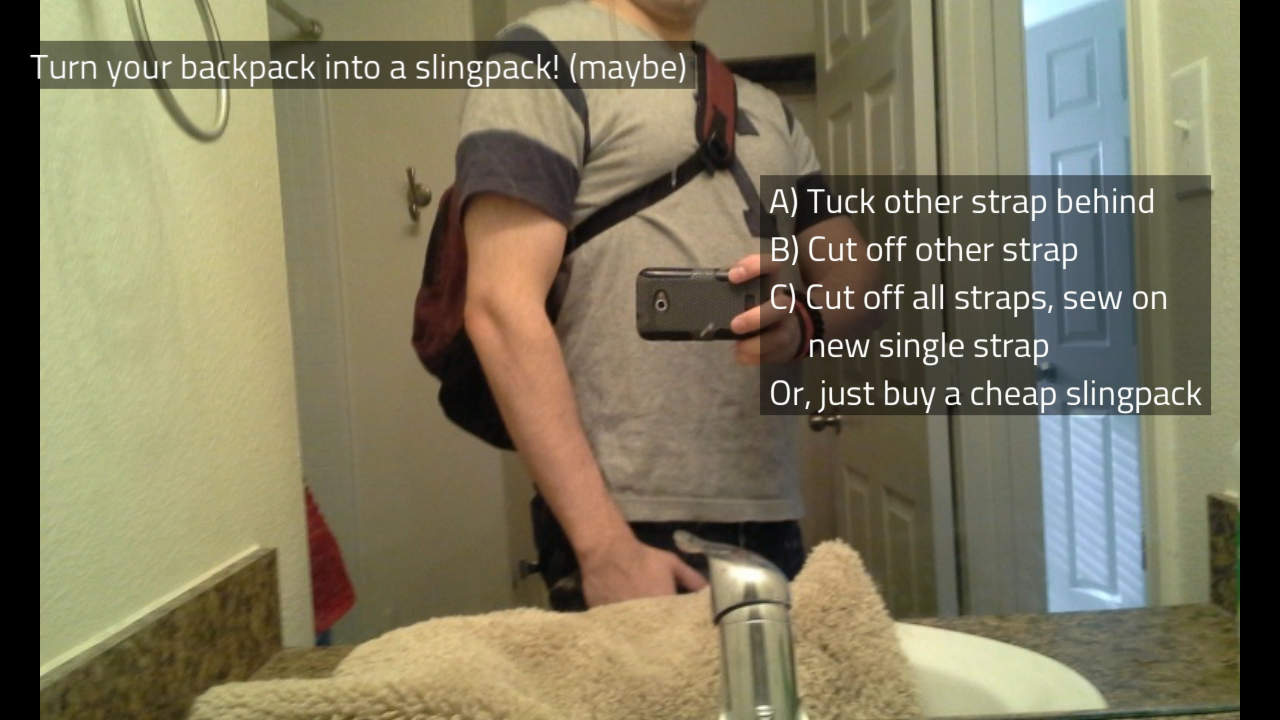 Turn your backpack into a slingpack! (maybe)
A) Tuck other strap behind
B) Cut off other strap
C) Cut off all straps, sew on
new single strap
Or, just buy a cheap slingpack